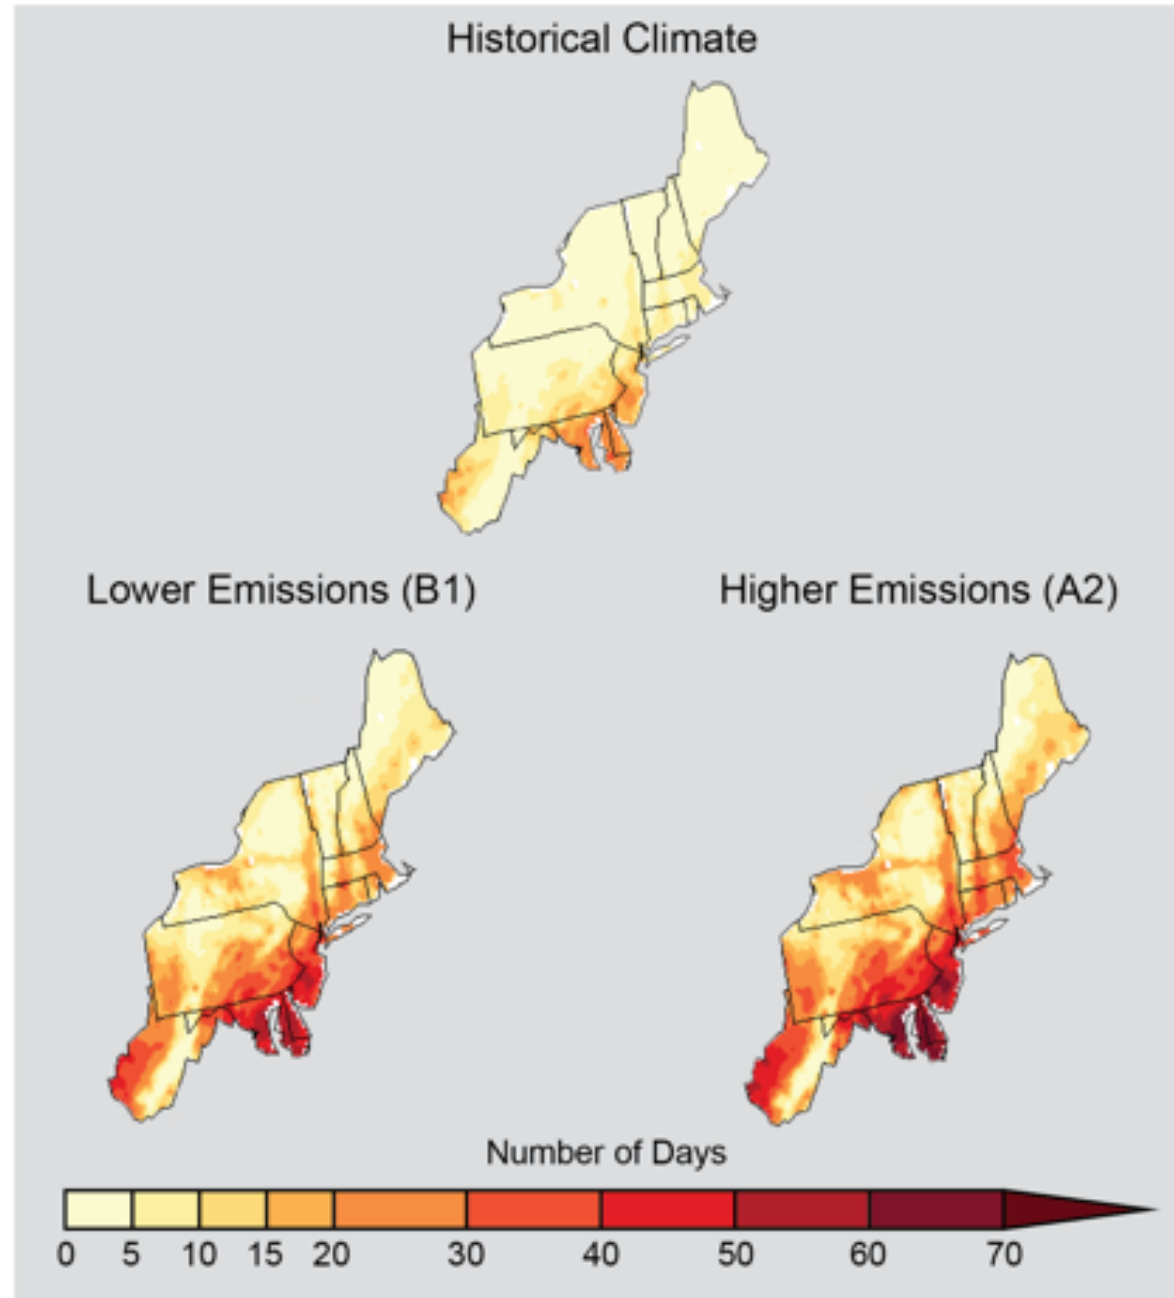 Historical Climate
Lower Emissions (B1)
Higher Emissions (A2)
Number of Days
0 5 10 15 20 30 40 50 60 70